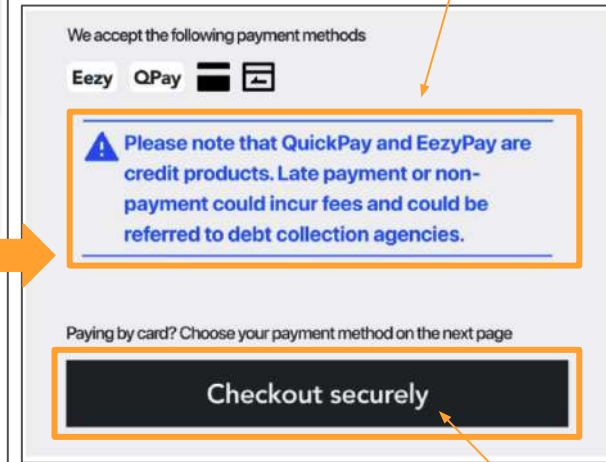 We accept the following payment methods
Eezy QPay
Please note that QuickPay and EezyPay are
credit products. Late payment or non-
payment could incur fees and could be
referred to debt collection agencies.
Paying by card? Choose your payment method on the next page
Checkout securely